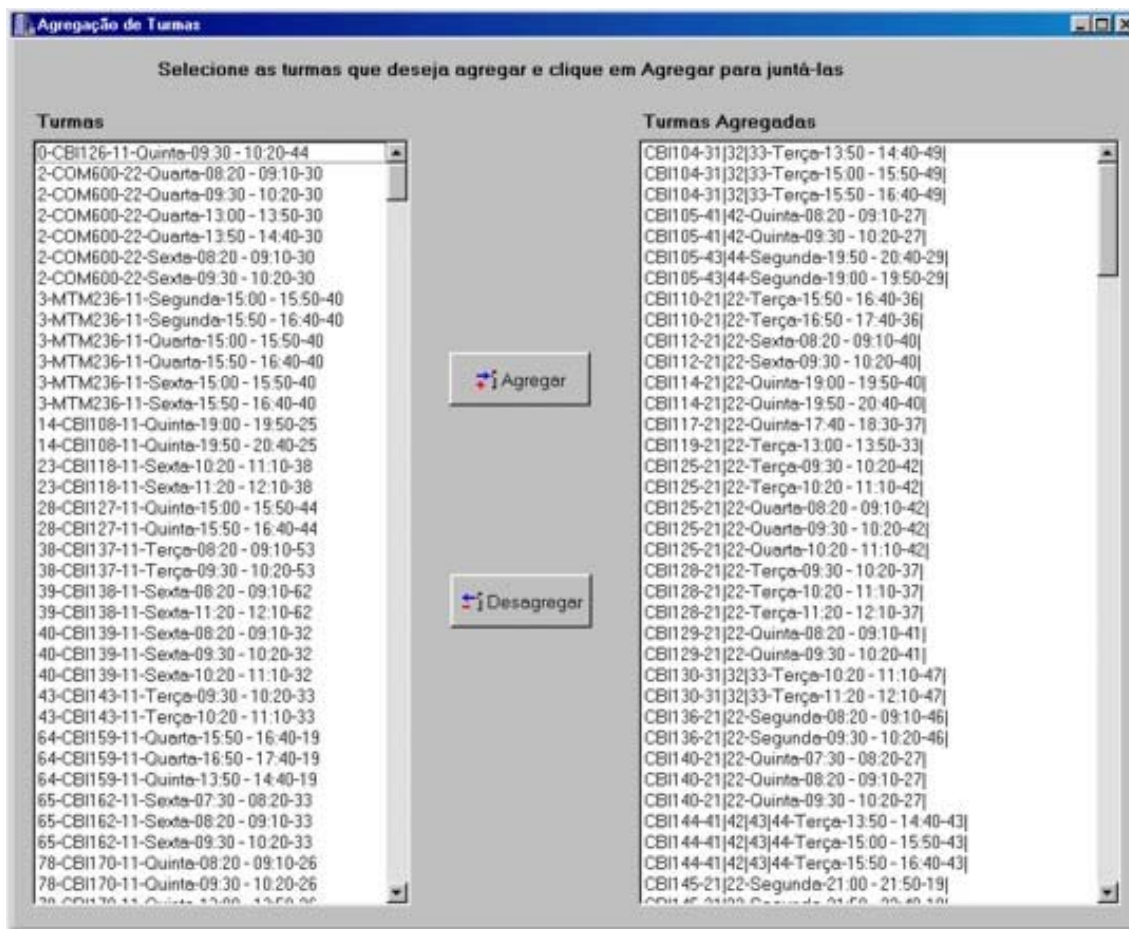 Agregação de Turmas
Selecione as turmas que deseja agregar e clique em Agregar para juntá-las
Turmas
0-CBI126-11-Quinta-09:30 - 10:20-44
2-COM600-22-Quarta-08:20 - 09:10-30
2-COM600-22-Quarta-09:30 - 10:20-30
2-COM600-22-Quarta-13:00 - 13:50-30
2-COM600-22-Quarta-13:50 - 14:40-30
2-COM600-22-Sexta-08:20 - 09:10-30
2-COM600-22-Sexta-09:30 - 10:20-30
3-MTM236-11-Segunda-15:00 - 15:50-40
3-MTM236-11-Segunda-15:50 - 16:40-40
3-MTM236-11-Quarta-15:00 - 15:50-40
3-MTM236-11-Quarta-15:50 - 16:40-40
3-MTM236-11-Sexta-15:00 - 15:50-40
3-MTM236-11-Sexta-15:50 - 16:40-40
14-CBI108-11-Quinta-19:00 - 19:50-25
14-CBI108-11-Quinta-19:50 - 20:40-25
23-CBI118-11-Sexta-10:20 - 11:10-38
23-CBI118-11-Sexta-11:20 - 12:10-38
28-CBI127-11-Quinta-15:00 - 15:50-44
28-CBI127-11-Quinta-15:50 - 16:40-44
38-CBI137-11-Terça-08:20 - 09:10-53
38-CBI137-11-Terça-09:30 - 10:20-53
39-CBI138-11-Sexta-08:20 - 09:10-62
39-CBI138-11-Sexta-11:20 - 12:10-62
40-CBI139-11-Sexta-08:20 - 09:10-32
40-CBI139-11-Sexta-09:30 - 10:20-32
40-CBI139-11-Sexta-10:20 - 11:10-32
43-CBI143-11-Terça-09:30 - 10:20-33
43-CBI143-11-Terça-10:20 - 11:10-33
64-CBI159-11-Quarta-15:50 - 16:40-19
64-CBI159-11-Quarta-16:50 - 17:40-19
64-CBI159-11-Quinta-13:50 - 14:40-19
65-CBI162-11-Sexta-07:30 - 08:20-33
65-CBI162-11-Sexta-08:20 - 09:10-33
65-CBI162-11-Sexta-09:30 - 10:20-33
78-CBI170-11-Quinta-08:20 - 09:10-26
78-CBI170-11-Quinta-09:30 - 10:20-26
Agregar
Desagregar
Turmas Agregadas
CBI104-31|32|33-Terça-13:50 - 14:40-49|
CBI104-31|32|33-Terça-15:00 - 15:50-49|
CBI104-31|32|33-Terça-15:50 - 16:40-49|
CBI105-41|42-Quinta-08:20 - 09:10-27|
CBI105-41|42-Quinta-09:30 - 10:20-27|
CBI105-43|44-Segunda-19:50 - 20:40-29|
CBI105-43|44-Segunda-19:00 - 19:50-29|
CBI110-21|22-Terça-15:50 - 16:40-36|
CBI110-21|22-Terça-16:50 - 17:40-36|
CBI112-21|22-Sexta-08:20 - 09:10-40|
CBI112-21|22-Sexta-09:30 - 10:20-40|
CBI114-21|22-Quinta-19:00 - 19:50-40|
CBI114-21|22-Quinta-19:50 - 20:40-40|
CBI117-21|22-Quinta-17:40 - 18:30-37|
CBI119-21|22-Terça-13:00 - 13:50-33|
CBI125-21|22-Terça-09:30 - 10:20-42|
CBI125-21|22-Terça-10:20 - 11:10-42|
CBI125-21|22-Quarta-08:20 - 09:10-42|
CBI125-21|22-Quarta-09:30 - 10:20-42|
CBI125-21|22-Quarta-10:20 - 11:10-42|
CBI128-21|22-Terça-09:30 - 10:20-37|
CBI128-21|22-Terça-10:20 - 11:10-37|
CBI128-21|22-Terça-11:20 - 12:10-37|
CBI129-21|22-Quinta-08:20 - 09:10-41|
CBI129-21|22-Quinta-09:30 - 10:20-41|
CBI130-31|32|33-Terça-10:20 - 11:10-47|
CBI130-31|32|33-Terça-11:20 - 12:10-47|
CBI136-21|22-Segunda-08:20 - 09:10-46|
CBI136-21|22-Segunda-09:30 - 10:20-46|
CBI140-21|22-Quinta-07:30 - 08:20-27|
CBI140-21|22-Quinta-08:20 - 09:10-27|
CBI140-21|22-Quinta-09:30 - 10:20-27|
CBI144-41|42|43|44-Terça-13:50 - 14:40-43|
CBI144-41|42|43|44-Terça-15:00 - 15:50-43|
CBI144-41|42|43|44-Terça-15:50 - 16:40-43|
CBI145-21|22-Segunda-21:00 - 21:50-19|